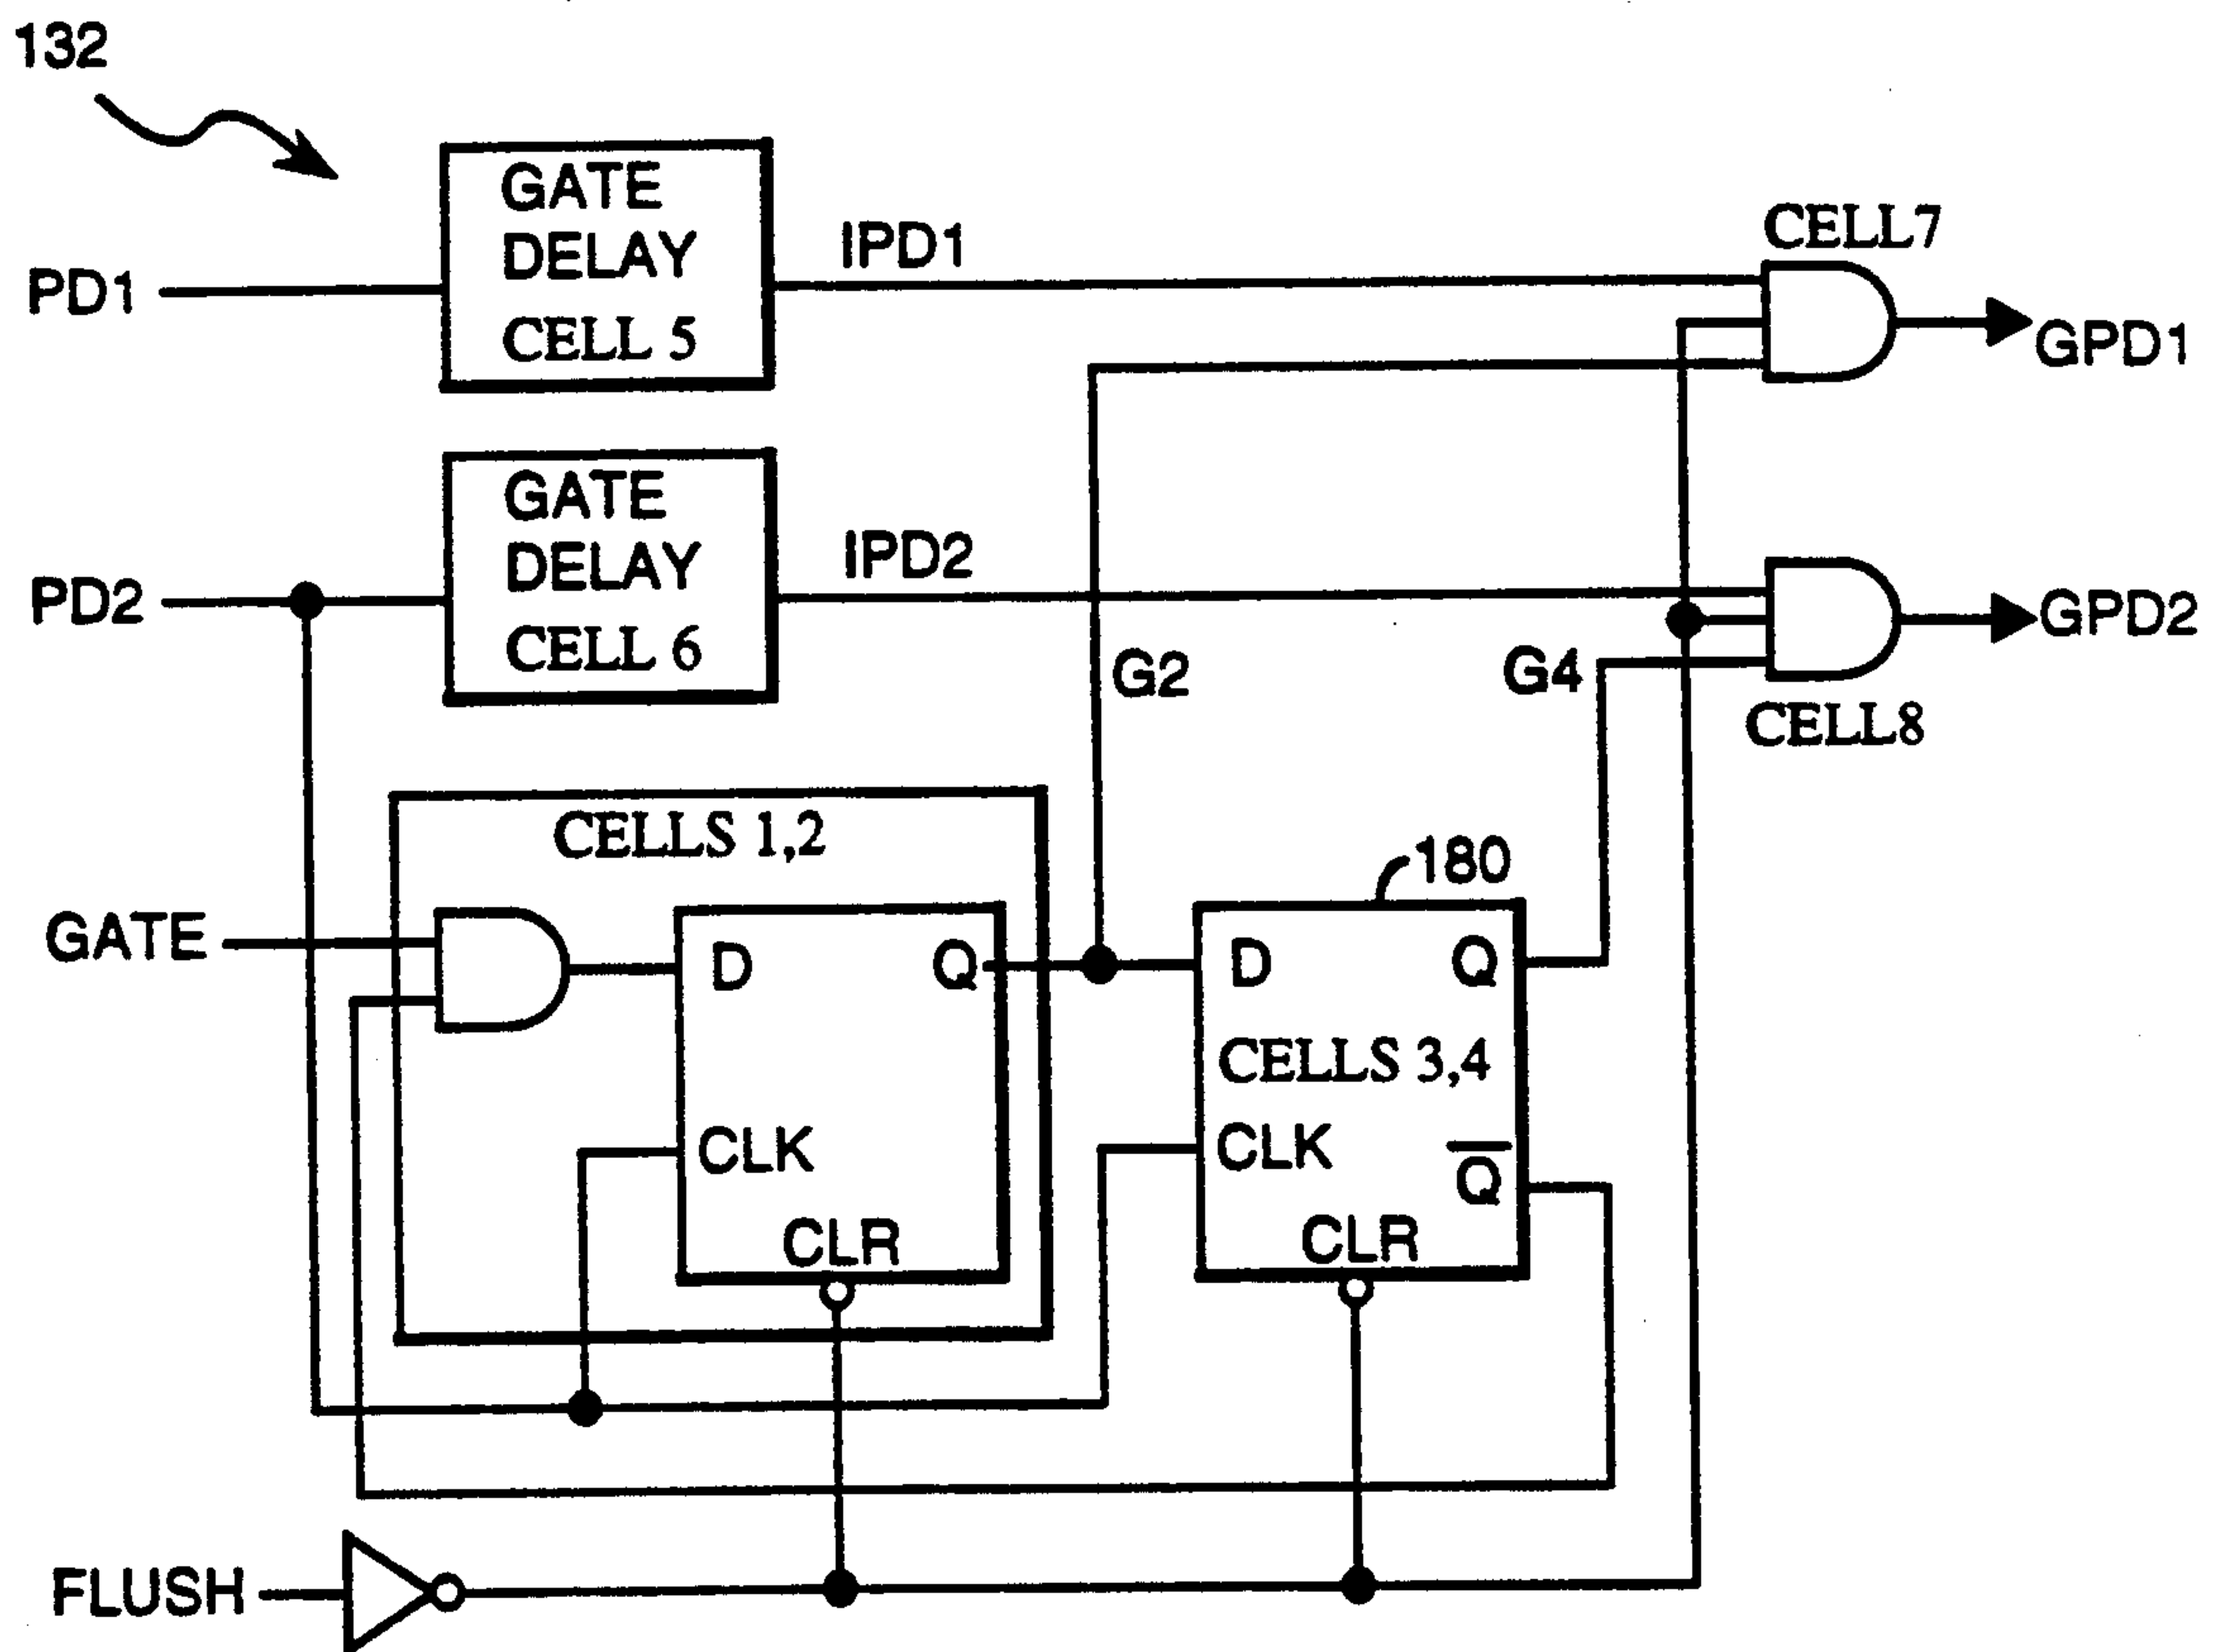 132
GATE
DELAY
CELL 5
PD1
IPD1
CELL7
GPD1
GATE
DELAY
CELL 6
PD2
IPD2
GPD2
G2
G4
CELL8
CELLS 1,2
180
GATE
D
Q
CLK
CLR
D
Q
CELLS 3,4
CLK
Q̅
CLR
FLUSH